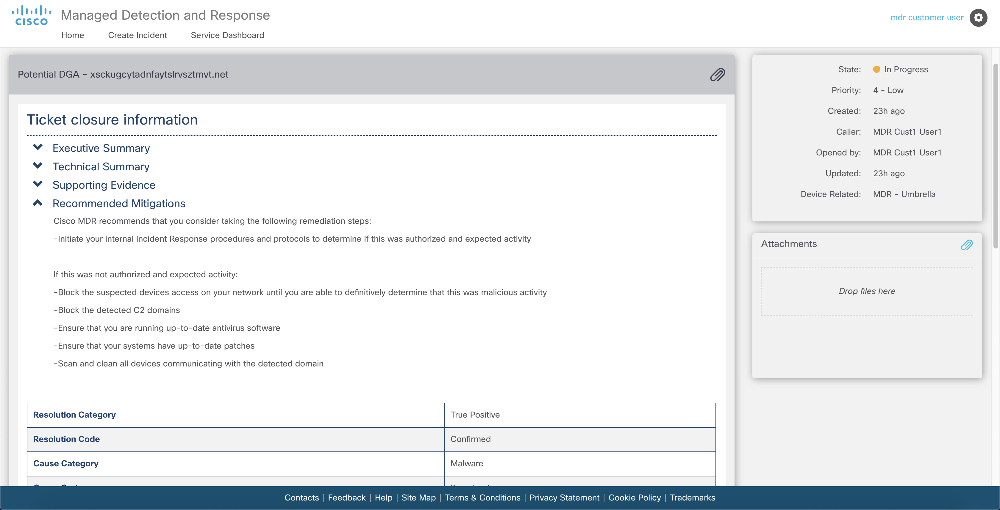 CISCO
Managed Detection and Response
mdr customer user
Home Create Incident Service Dashboard
Potential DGA - xsckugcytadnfaytslrvsztmvt.net
Ticket closure information
Executive Summary
Technical Summary
Supporting Evidence
Recommended Mitigations
Cisco MDR recommends that you consider taking the following remediation steps:
-Initiate your internal Incident Response procedures and protocols to determine if this was authorized and expected activity
If this was not authorized and expected activity:
-Block the suspected devices access on your network until you are able to definitively determine that this was malicious activity
-Block the detected C2 domains
-Ensure that you are running up-to-date antivirus software
-Ensure that your systems have up-to-date patches
-Scan and clean all devices communicating with the detected domain
Resolution Category True Positive
Resolution Code Confirmed
Cause Category Malware
State: In Progress
Priority: 4 - Low
Created: 23h ago
Caller: MDR Cust1 User1
Opened by: MDR Cust1 User1
Updated: 23h ago
Device Related: MDR - Umbrella
Attachments
Drop files here
Contacts | Feedback | Help | Site Map | Terms & Conditions | Privacy Statement | Cookie Policy | Trademarks